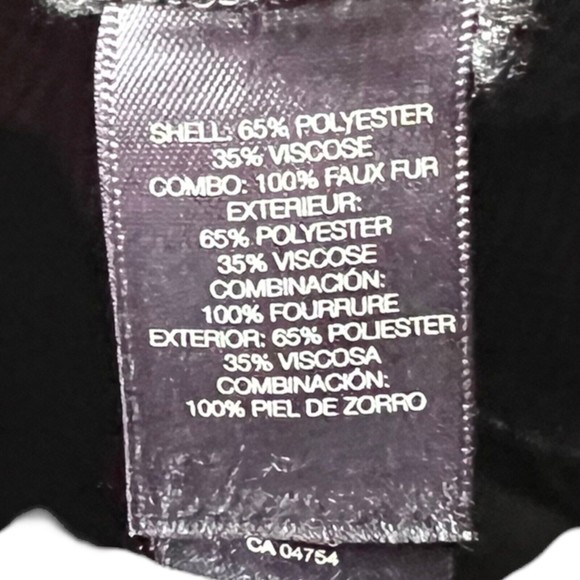 SHELL: 65% POLYESTER
35% VISCOSE
COMBO: 100% FAUX FUR
EXTERIEUR:
65% POLYESTER
35% VISCOSE
COMBINACIÓN:
100% FOURRURE
EXTERIOR: 65% POLIESTER
35% VISCOSA
COMBINACIÓN:
100% PIEL DE ZORRO
CA 04754